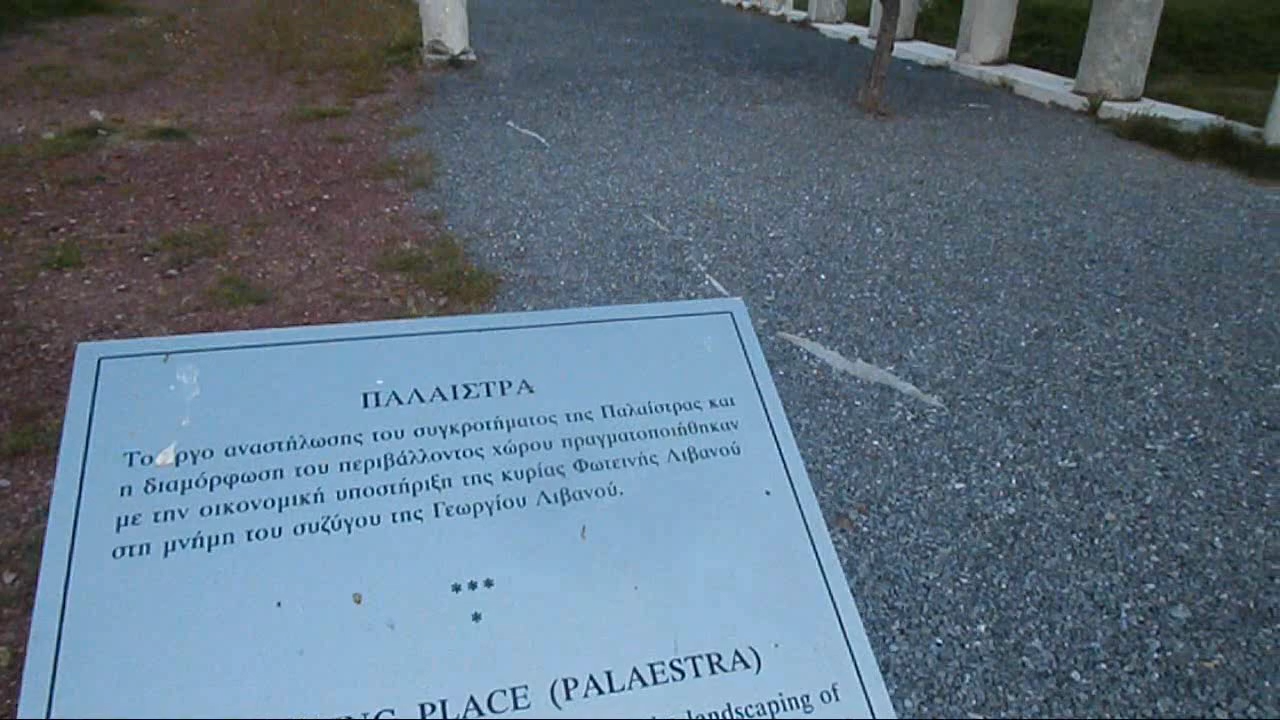 ΠΑΛΑΙΣΤΡΑ
Το έργο αναστήλωσης του συγκροτήματος της Παλαίστρας και
η διαμόρφωση του περιβάλλοντος χώρου πραγματοποιήθηκαν
με την οικονομική υποστήριξη της κυρίας Φωτεινής Λιβανού
στη μνήμη του συζύγου της Γεωργίου Λιβανού.
***
*
PLACE (PALAESTRA)
landscaping of